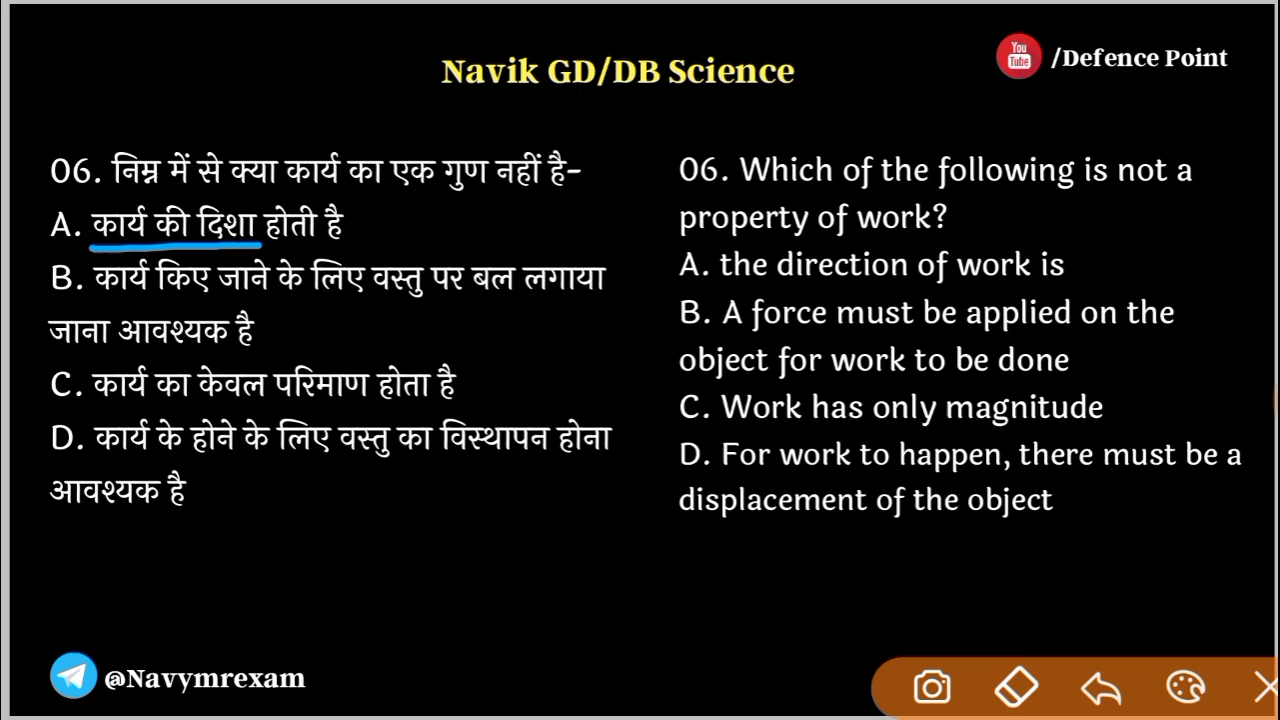 Navik GD/DB Science
You Tube /Defence Point
06. निम्न में से क्या कार्य का एक गुण नहीं है-
A. कार्य की दिशा होती है
B. कार्य किए जाने के लिए वस्तु पर बल लगाया
जाना आवश्यक है
C. कार्य का केवल परिमाण होता है
D. कार्य के होने के लिए वस्तु का विस्थापन होना
आवश्यक है
06. Which of the following is not a
property of work?
A. the direction of work is
B. A force must be applied on the
object for work to be done
C. Work has only magnitude
D. For work to happen, there must be a
displacement of the object
@Navymrexam